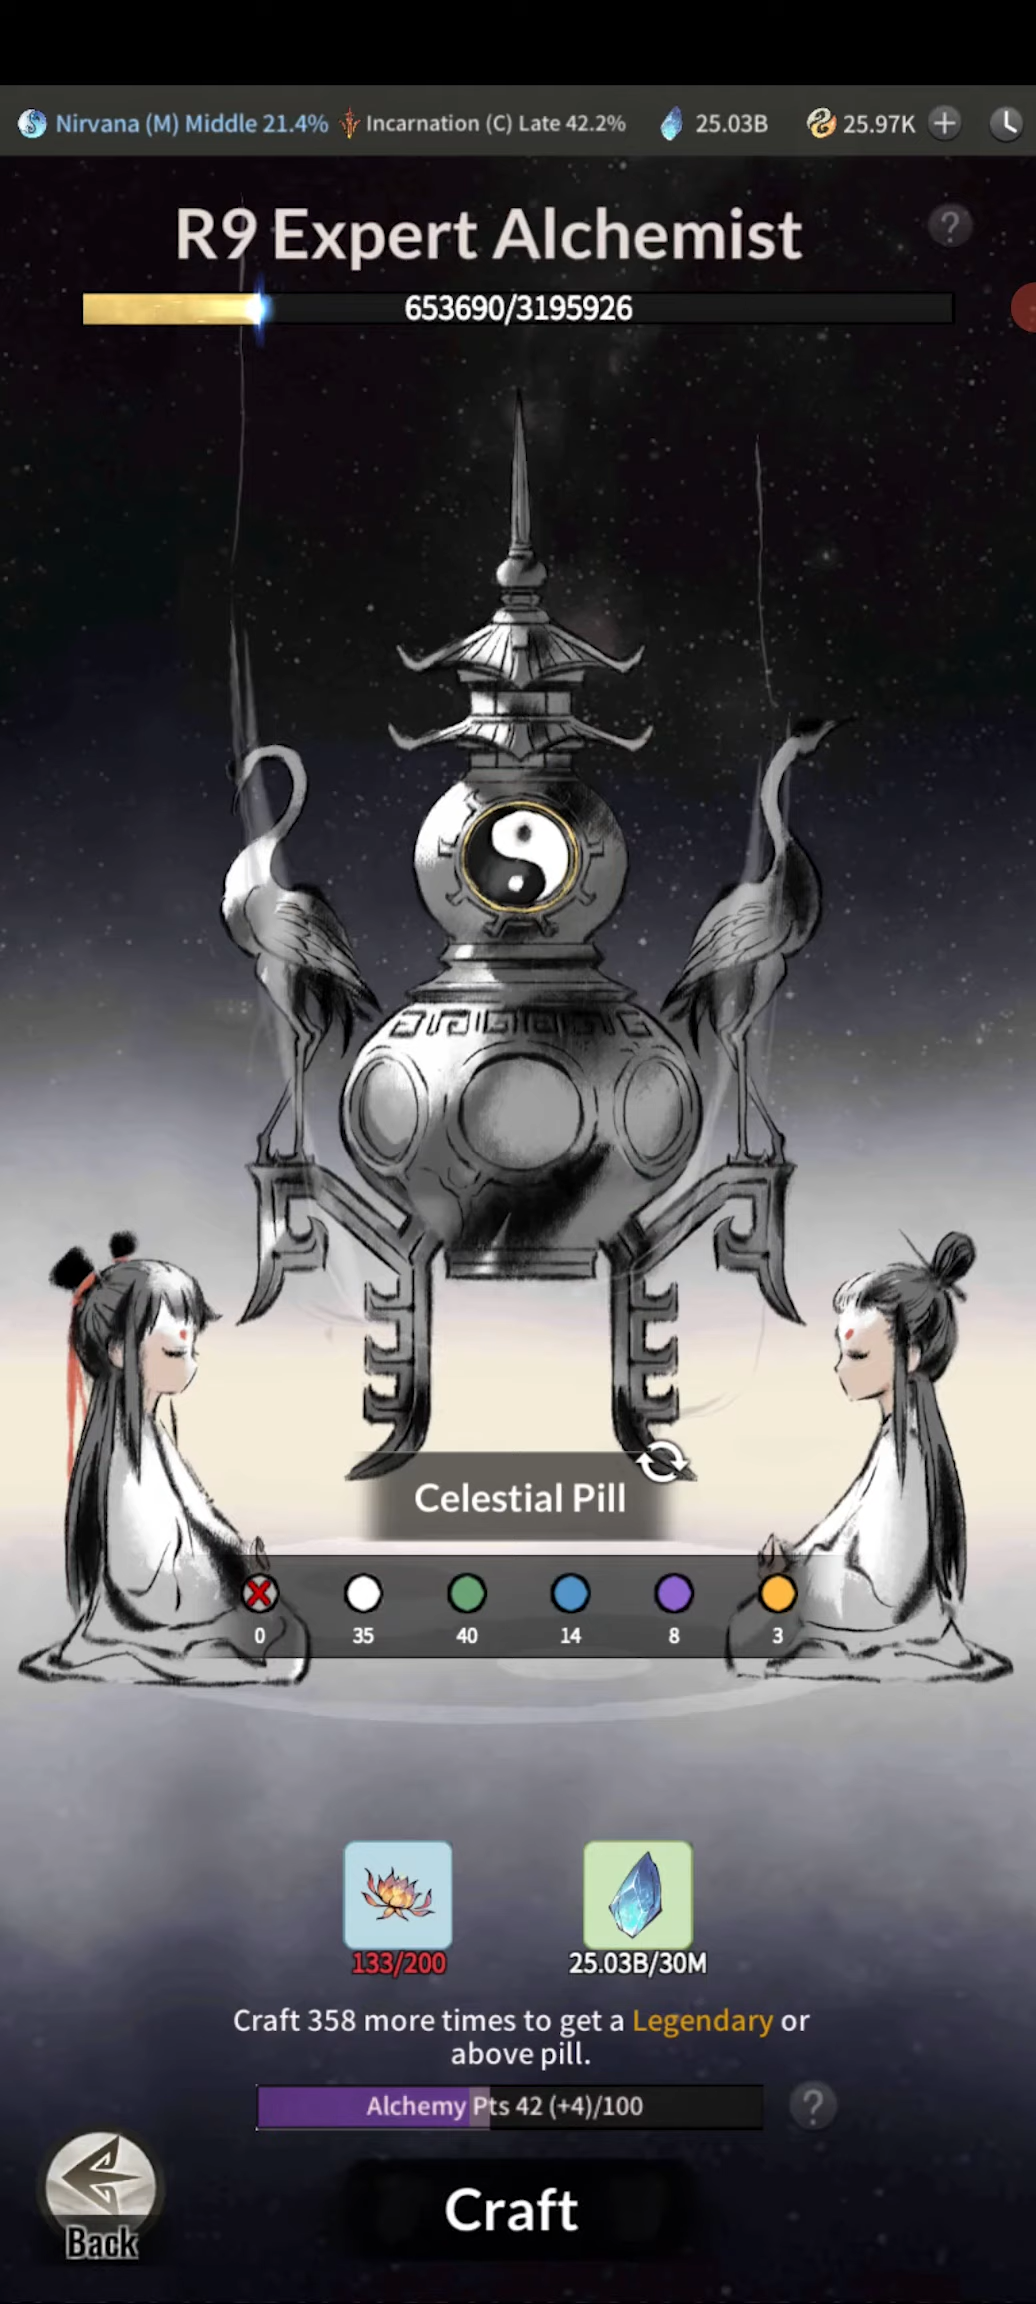 Nirvana (M) Middle 21.4% Incarnation (C) Late 42.2% 25.03B 25.97K
R9 Expert Alchemist
?
653690/3195926
Celestial Pill
0 35 40 14 8 3
133/200 25.03B/30M
Craft 358 more times to get a Legendary or
above pill.
Alchemy Pts 42 (+4)/100 ?
Craft
Back